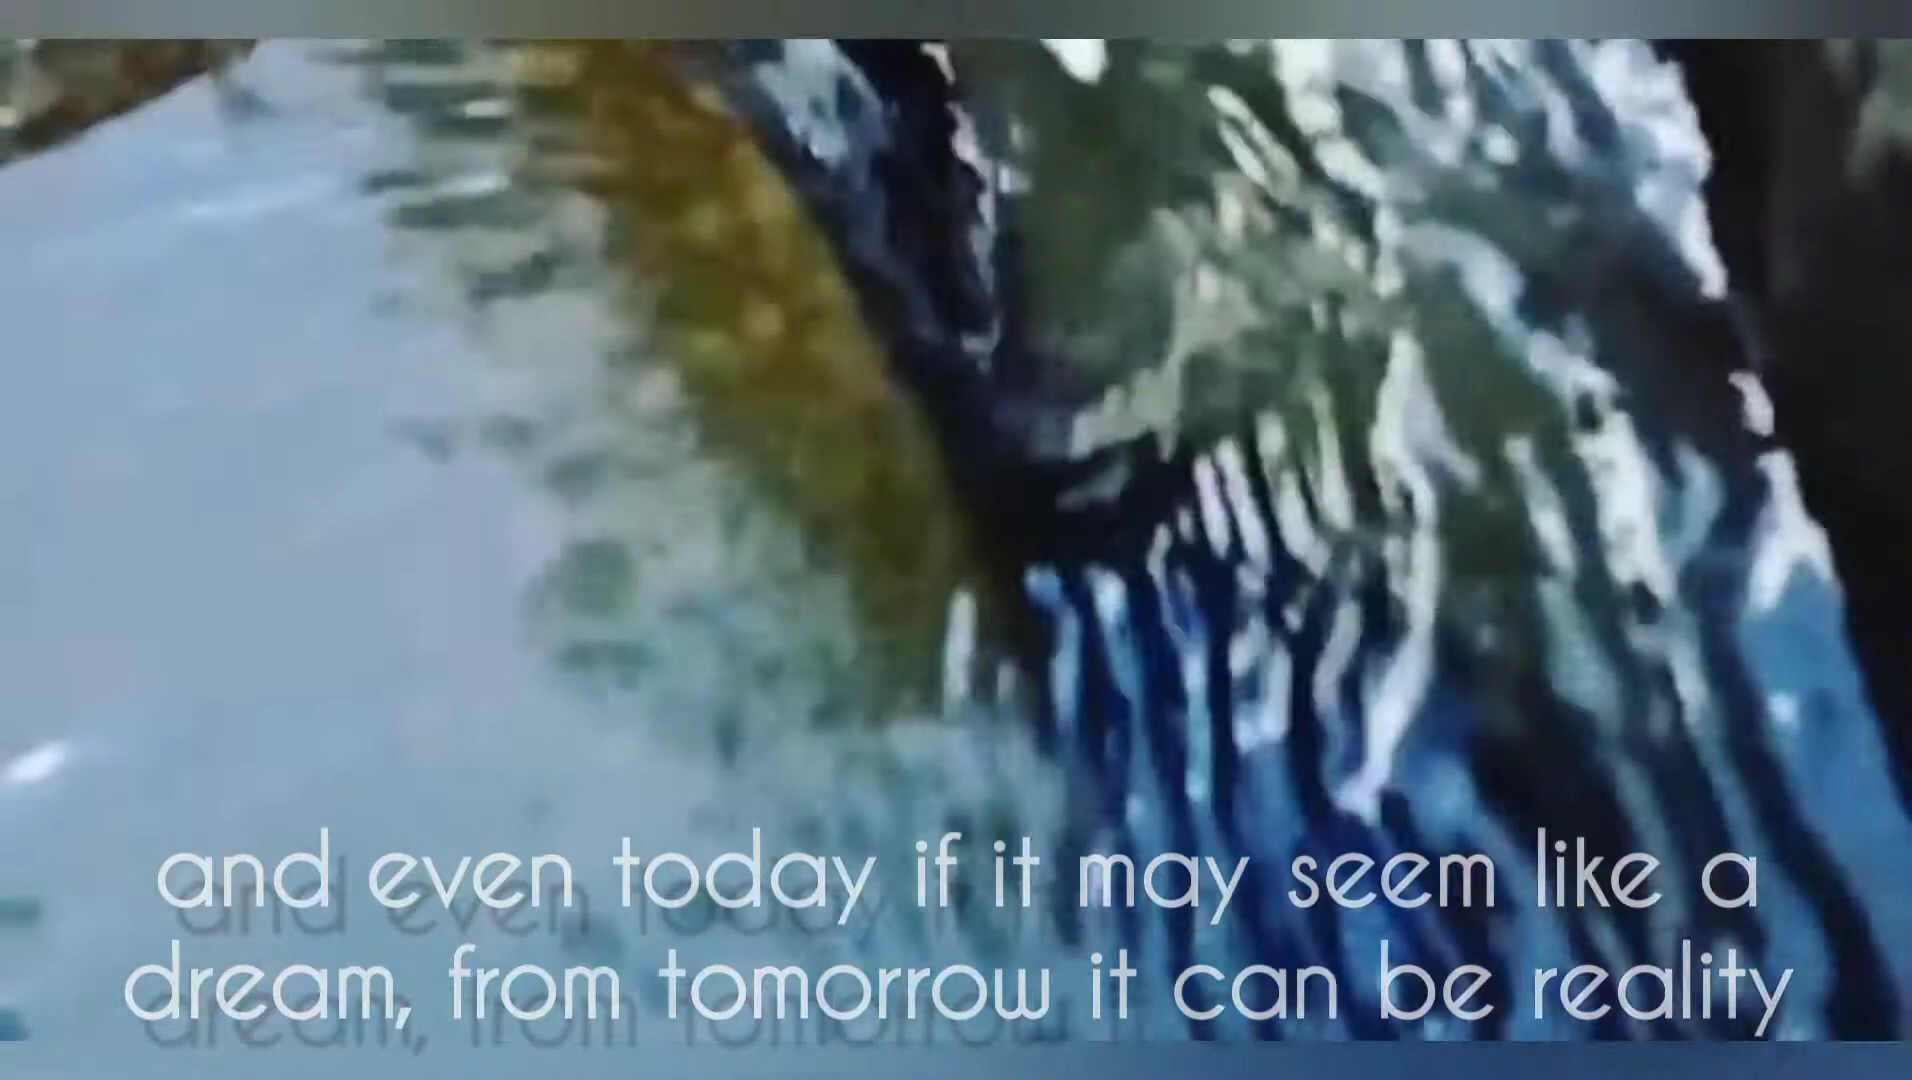 and even today if it may seem like a
dream, from tomorrow it can be reality